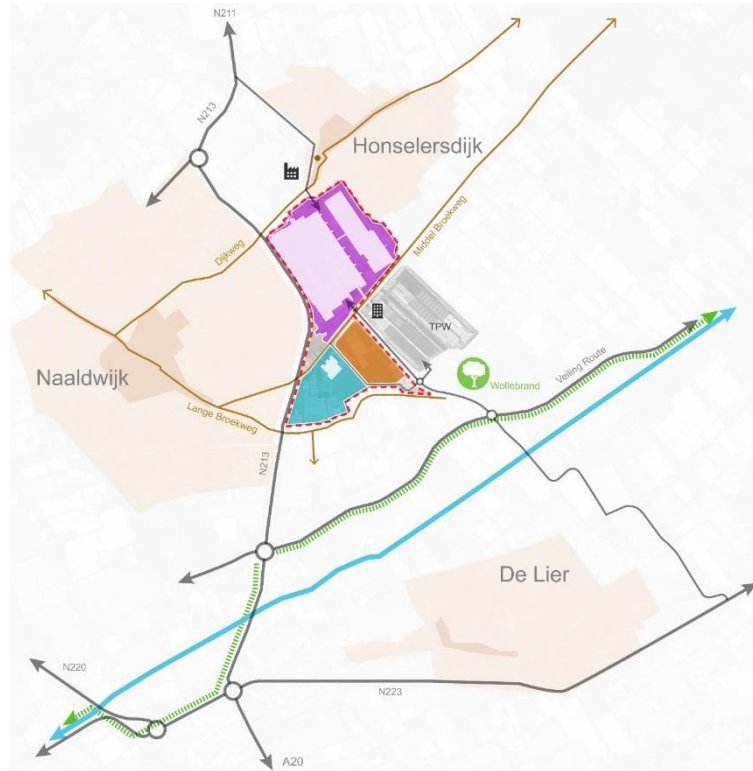 N211
N213
Honselersdijk
Dijkweg
Middel Broekweg
TPW
Naaldwijk
Wollebrand
Veiling Route
Lange Broekweg
N213
De Lier
N220
N223
A20